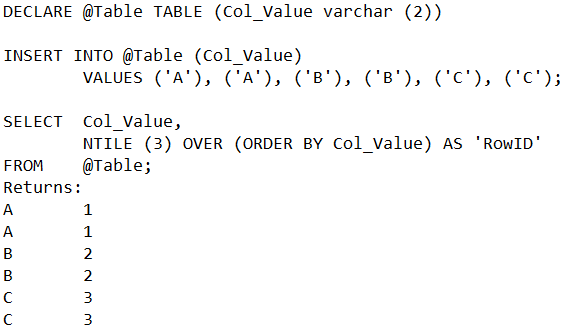 DECLARE @Table TABLE (Col_Value varchar (2))
INSERT INTO @Table (Col_Value)
        VALUES ('A'), ('A'), ('B'), ('B'), ('C'), ('C');
SELECT  Col_Value,
        NTILE (3) OVER (ORDER BY Col_Value) AS 'RowID'
FROM    @Table;
Returns:
A       1
A       1
B       2
B       2
C       3
C       3